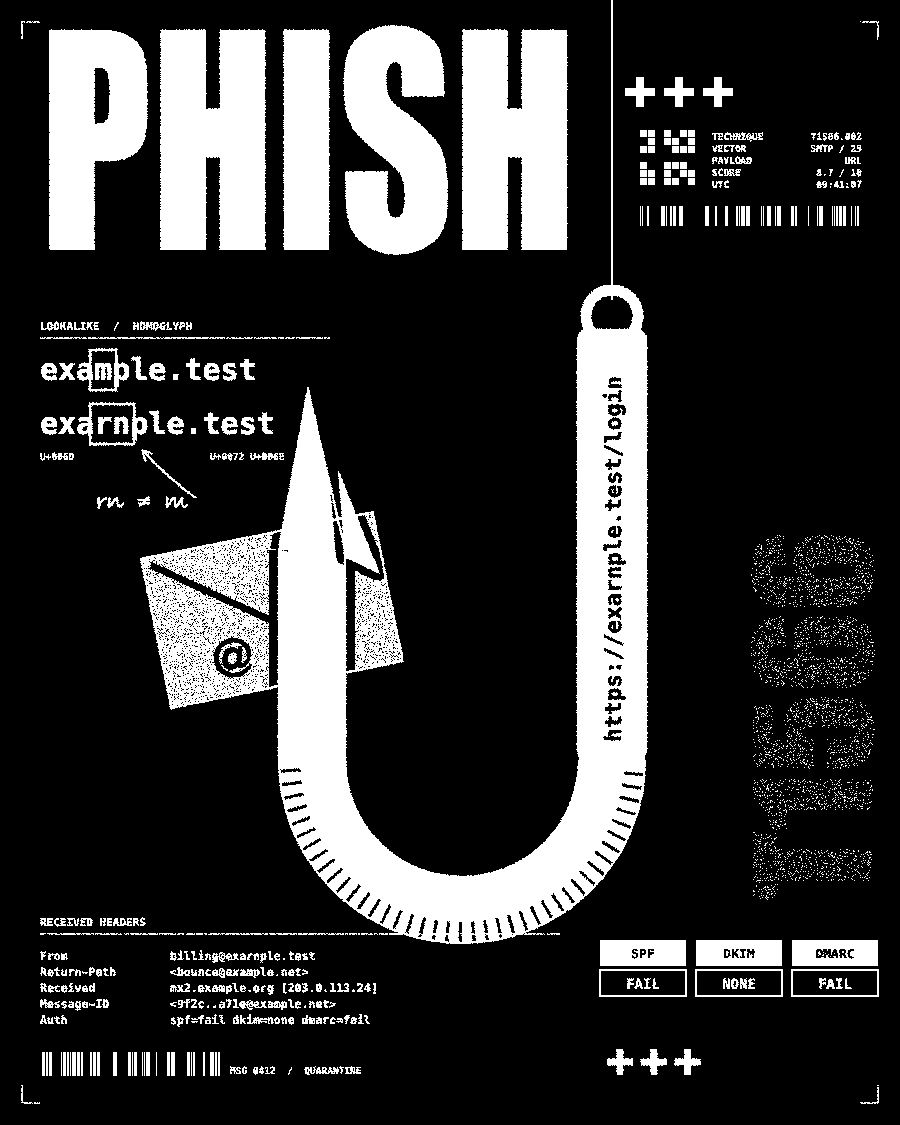 PHISH
+++
TECHNIQUE T1566.002
VECTOR SMTP / 25
PAYLOAD URL
SCORE 8.7 / 10
UTC 09:41:07
LOOKALIKE / HOMOGLYPH
example.test
exarnple.test
U+006D U+0072 U+006E
rn ≠ m
@
https://exarnple.test/login
T1566
RECEIVED HEADERS
From billing@exarnple.test
Return-Path <bounce@example.net>
Received mx2.example.org [203.0.113.24]
Message-ID <9f2c..a71e@example.net>
Auth spf=fail dkim=none dmarc=fail
SPF DKIM DMARC
FAIL NONE FAIL
MSG 0412 / QUARANTINE
+++